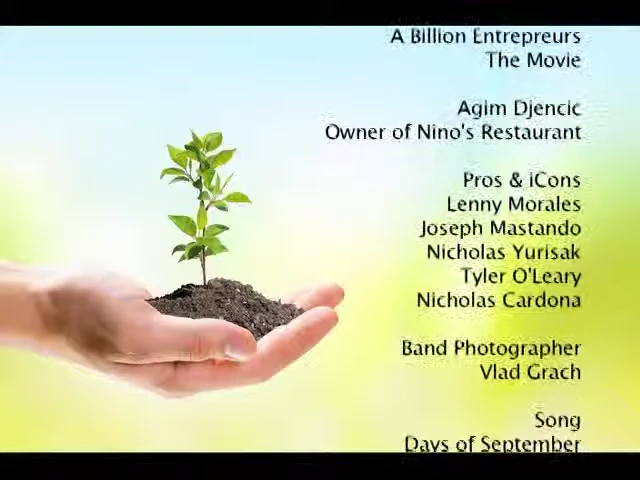 A Billion Entrepreurs
The Movie
Agim Djencic
Owner of Nino's Restaurant
Pros & iCons
Lenny Morales
Joseph Mastando
Nicholas Yurisak
Tyler O'Leary
Nicholas Cardona
Band Photographer
Vlad Grach
Song
Days of September